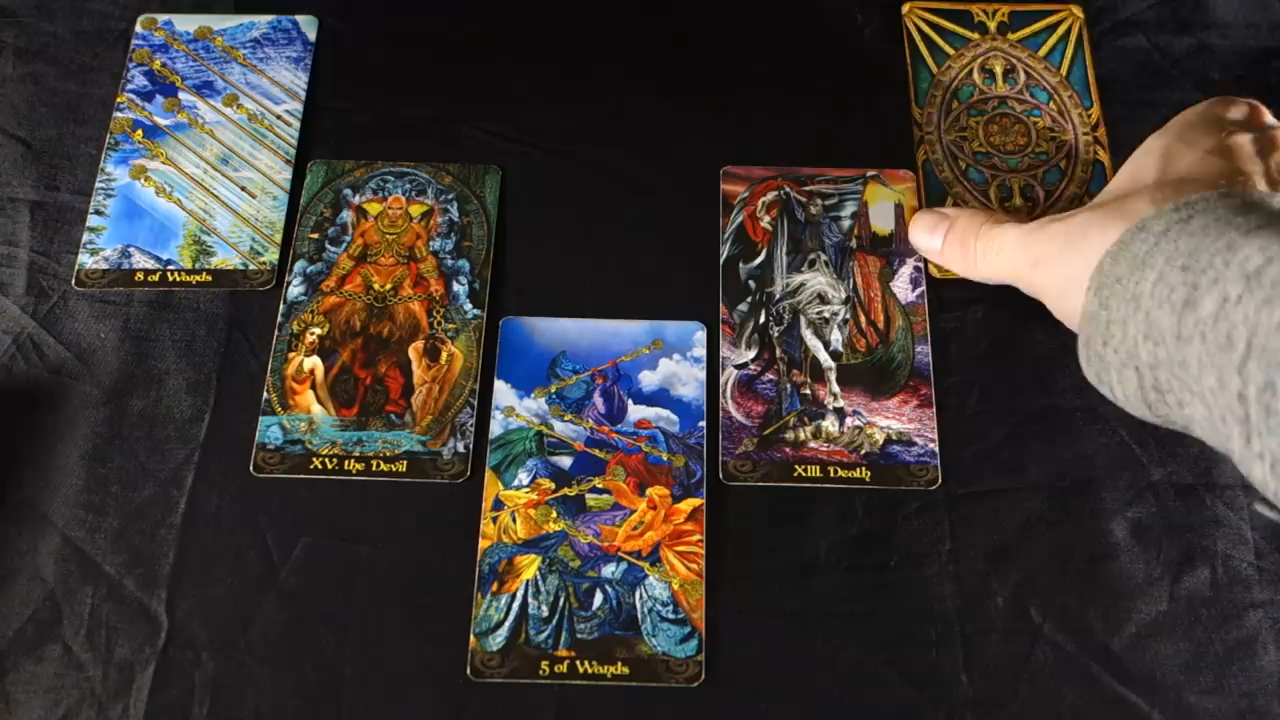 8 of Wands
XV. the Devil
5 of Wands
XIII. Death